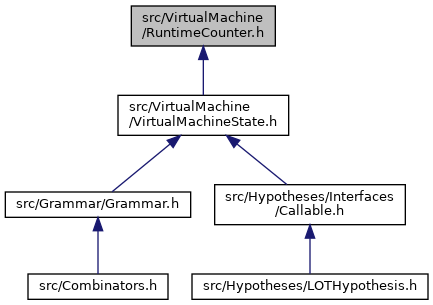 src/VirtualMachine
/RuntimeCounter.h
src/VirtualMachine
/VirtualMachineState.h
src/Grammar/Grammar.h
src/Hypotheses/Interfaces
/Callable.h
src/Combinators.h
src/Hypotheses/LOTHypothesis.h